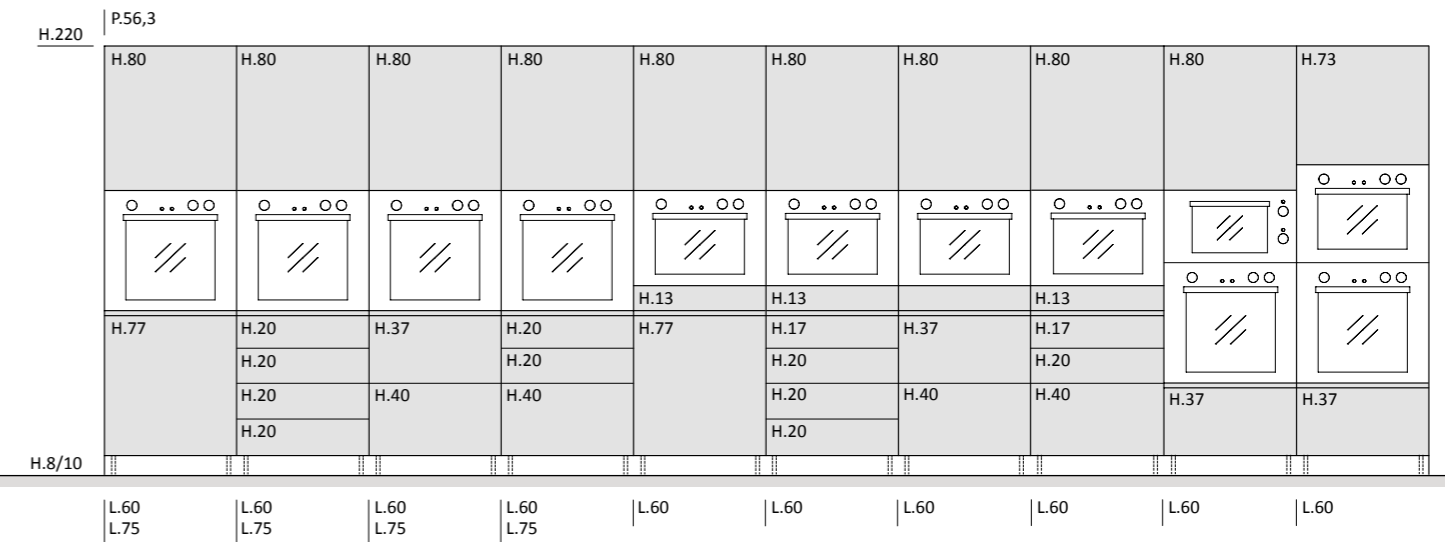 P.56,3
H.220
H.80 H.80 H.80 H.80 H.80 H.80 H.80 H.80 H.80 H.73
H.13 H.13 H.13
H.77 H.20 H.37 H.20 H.77 H.17 H.37 H.17
H.20 H.20 H.20 H.20
H.20 H.40 H.40 H.20 H.40 H.40 H.37 H.37
H.20 H.20
H.8/10
L.60 L.60 L.60 L.60 L.60 L.60 L.60 L.60 L.60 L.60
L.75 L.75 L.75 L.75